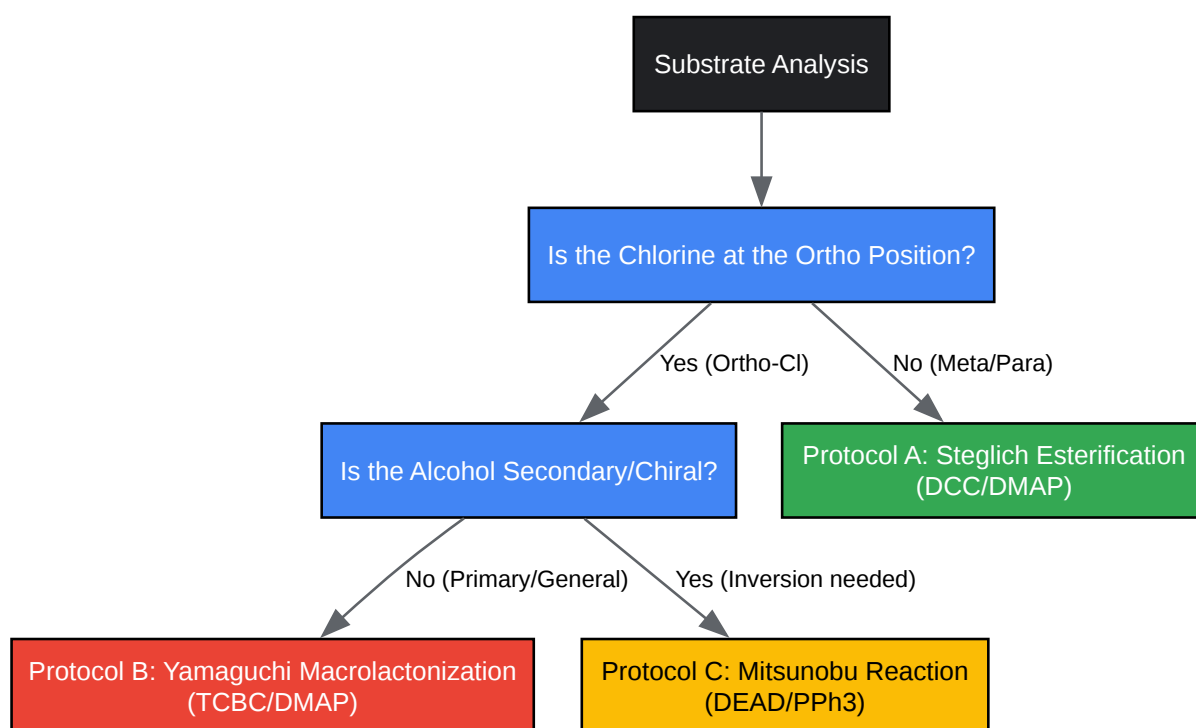 Substrate Analysis
Is the Chlorine at the Ortho Position?
Yes (Ortho-Cl)
No (Meta/Para)
Is the Alcohol Secondary/Chiral?
Protocol A: Steglich Esterification
(DCC/DMAP)
No (Primary/General)
Yes (Inversion needed)
Protocol B: Yamaguchi Macrolactonization
(TCBC/DMAP)
Protocol C: Mitsunobu Reaction
(DEAD/PPh3)